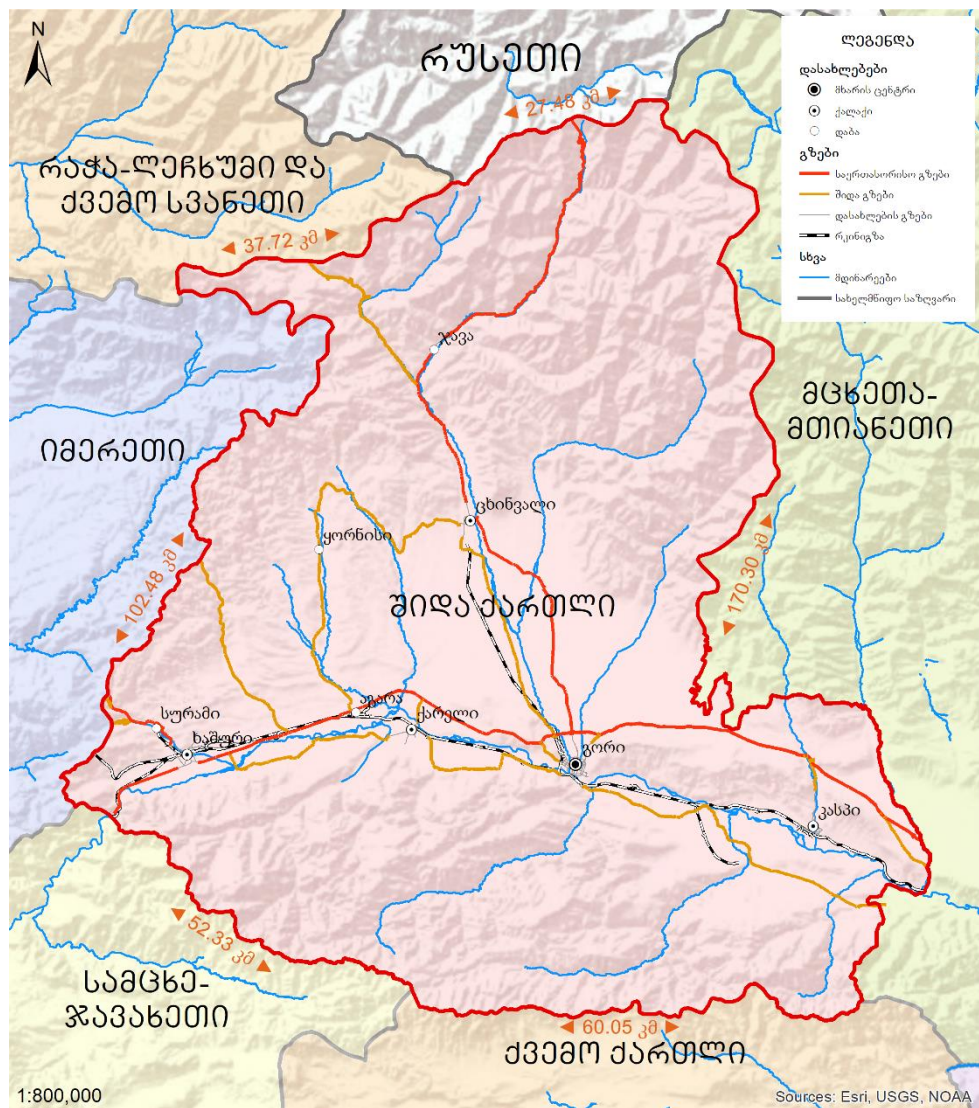 N
რუსეთი
27.48 კმ
რაჭა-ლეჩხუმი და
ქვემო სვანეთი
37.72 კმ
ლეგენდა
დასახლებები
მხარის ცენტრი
ქალაქი
დაბა
გზები
საერთასორისო გზები
შიდა გზები
დასახლების გზები
რკინიგზა
სხვა
მდინარეები
სახელმწიფო საზღვარი
ჯავა
მცხეთა-
მთიანეთი
იმერეთი
ცხინვალი
ყორნისი
170.30 კმ
102.48 კმ
შიდა ქართლი
აგარა
ქარელი
სურამი
ხაშური
გორი
კასპი
52.33 კმ
სამცხე-
ჯავახეთი
60.05 კმ
ქვემო ქართლი
1:800,000
Sources: Esri, USGS, NOAA